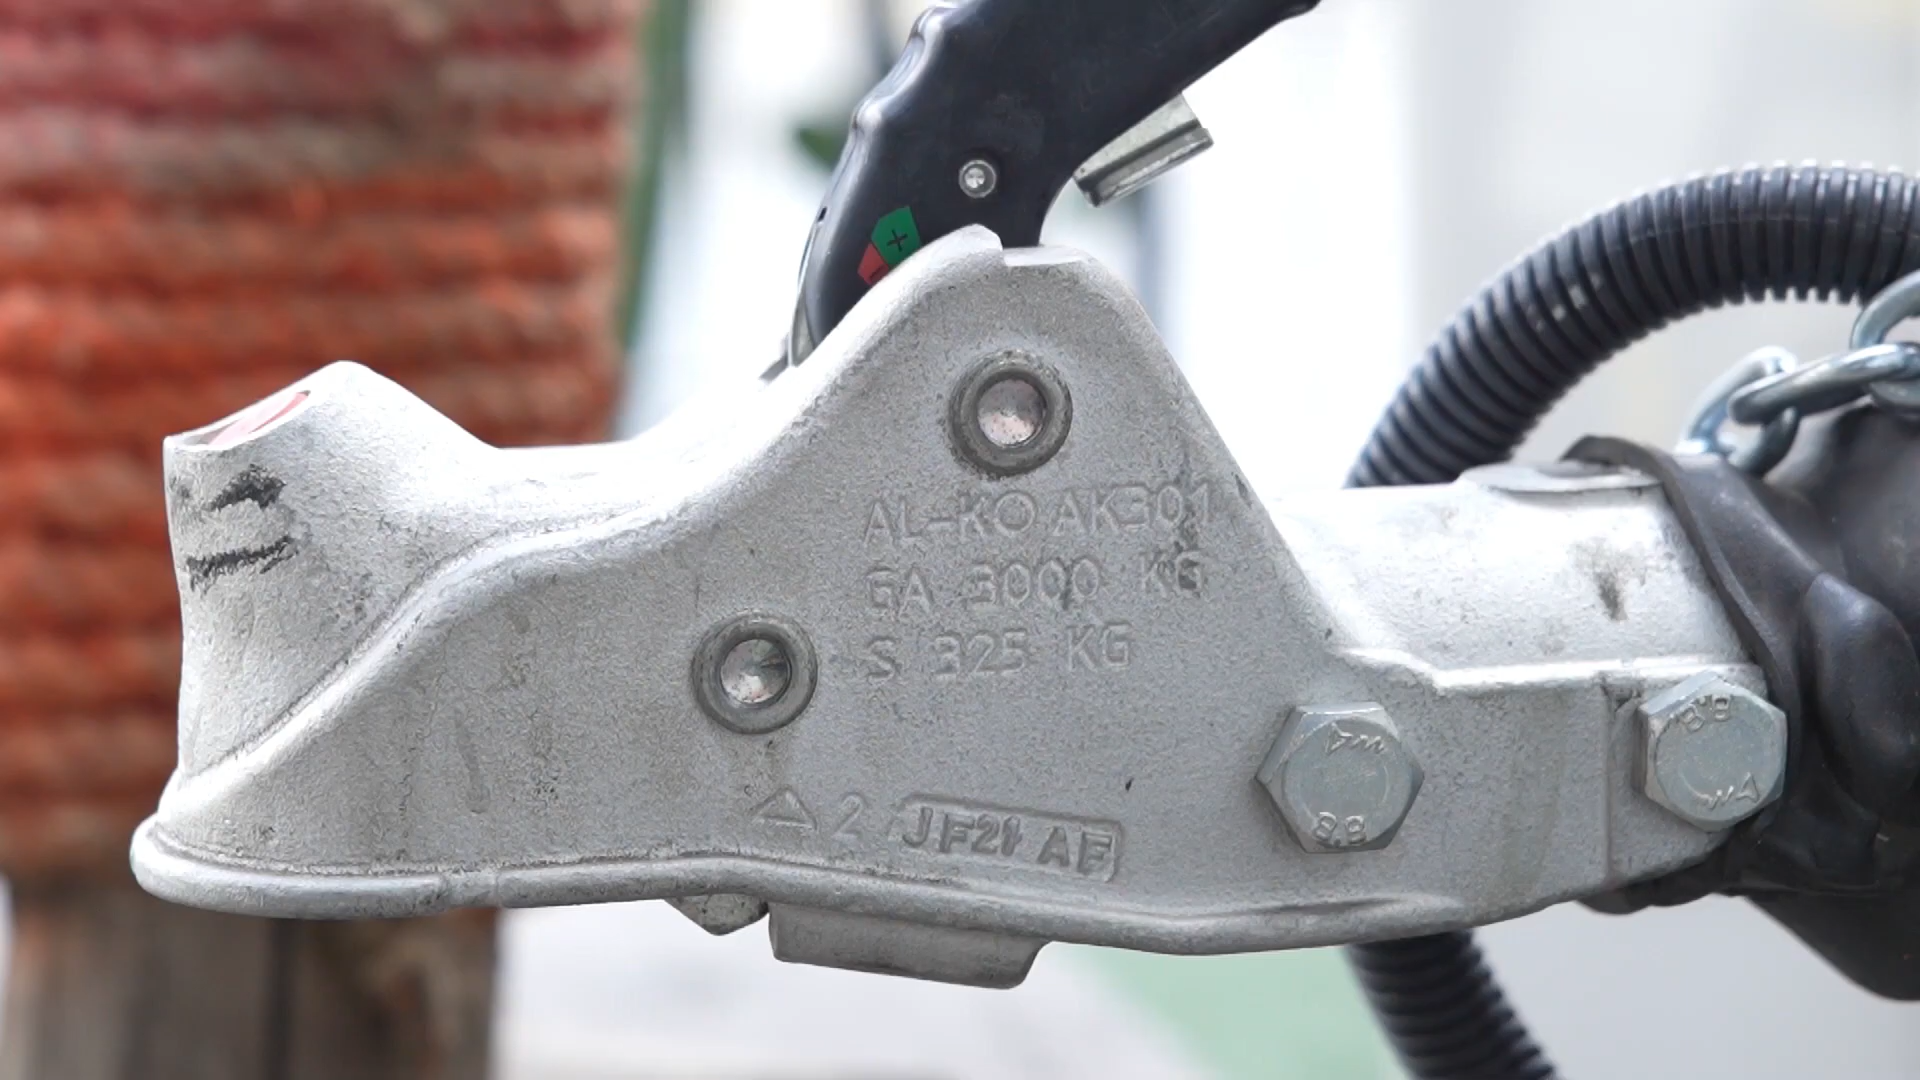 +
AL-KO AK301
GA 3000 KG
S 325 KG
2 JF21 AF
8.8
8.8